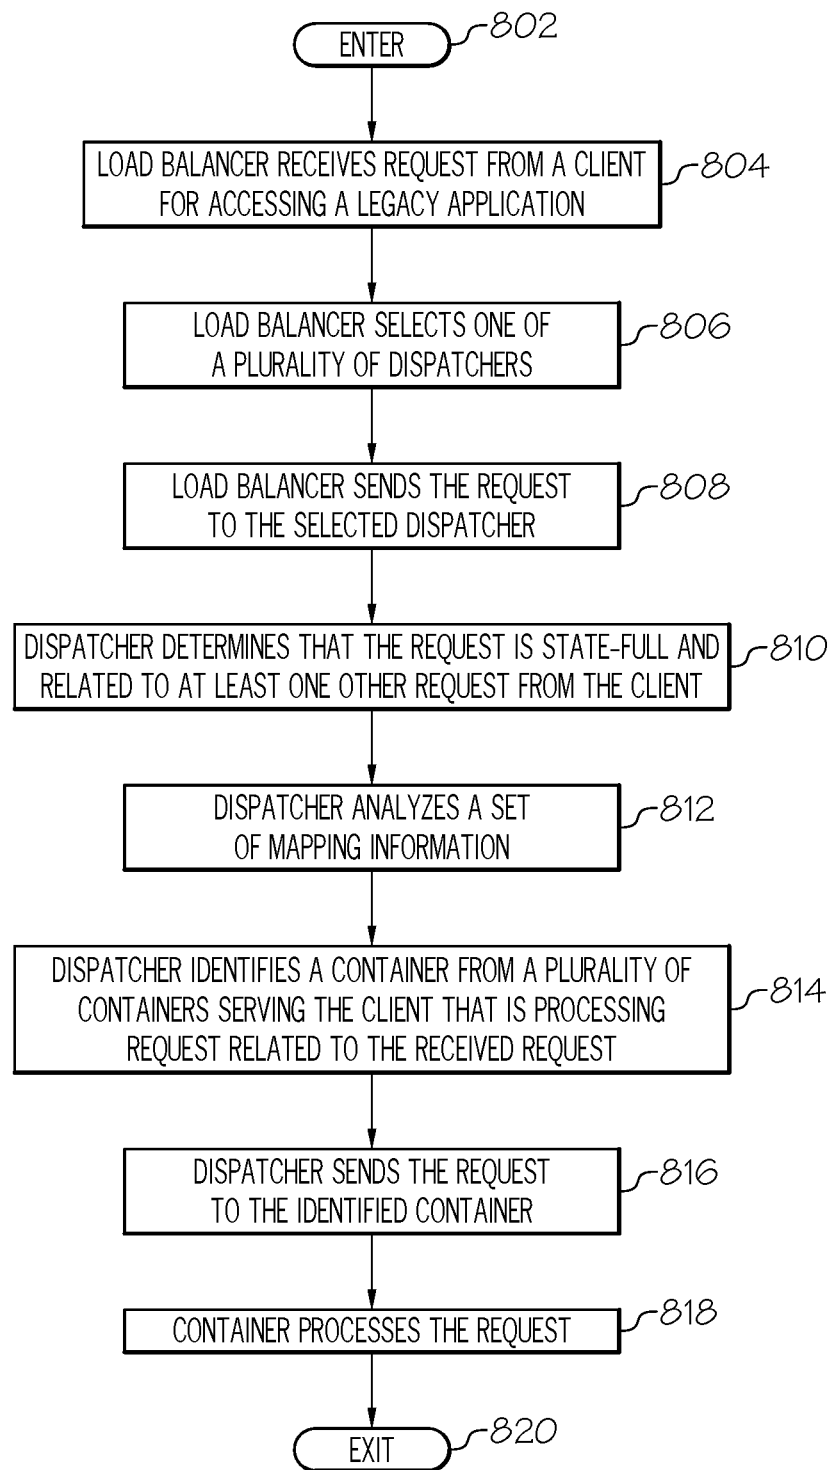 ENTER
802
LOAD BALANCER RECEIVES REQUEST FROM A CLIENT
FOR ACCESSING A LEGACY APPLICATION
804
LOAD BALANCER SELECTS ONE OF
A PLURALITY OF DISPATCHERS
806
LOAD BALANCER SENDS THE REQUEST
TO THE SELECTED DISPATCHER
808
DISPATCHER DETERMINES THAT THE REQUEST IS STATE-FULL AND
RELATED TO AT LEAST ONE OTHER REQUEST FROM THE CLIENT
810
DISPATCHER ANALYZES A SET
OF MAPPING INFORMATION
812
DISPATCHER IDENTIFIES A CONTAINER FROM A PLURALITY OF
CONTAINERS SERVING THE CLIENT THAT IS PROCESSING
REQUEST RELATED TO THE RECEIVED REQUEST
814
DISPATCHER SENDS THE REQUEST
TO THE IDENTIFIED CONTAINER
816
CONTAINER PROCESSES THE REQUEST
818
EXIT
820